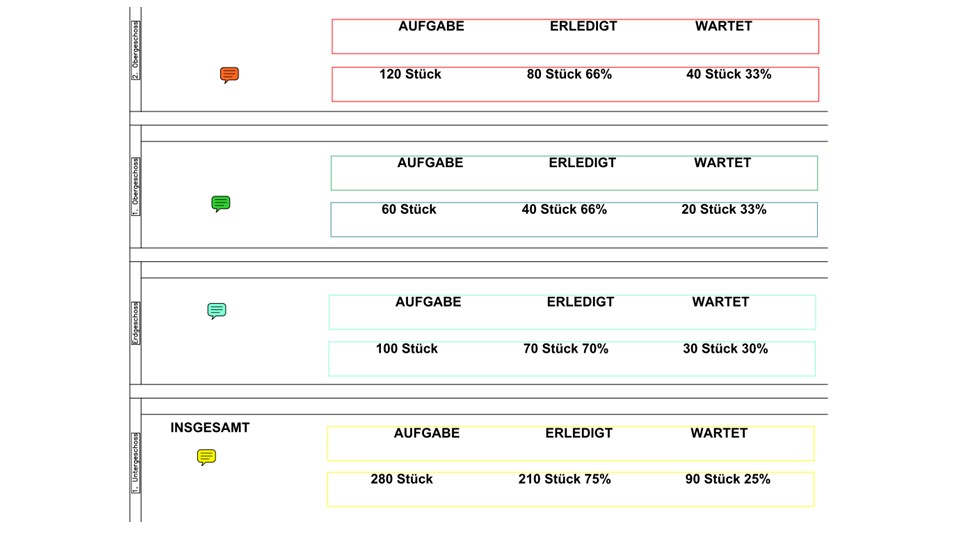 2. Obergeschoss
AUFGABE ERLEDIGT WARTET
120 Stück 80 Stück 66% 40 Stück 33%
1. Obergeschoss
AUFGABE ERLEDIGT WARTET
60 Stück 40 Stück 66% 20 Stück 33%
Erdgeschoss
AUFGABE ERLEDIGT WARTET
100 Stück 70 Stück 70% 30 Stück 30%
1. Untergeschoss
INSGESAMT
AUFGABE ERLEDIGT WARTET
280 Stück 210 Stück 75% 90 Stück 25%